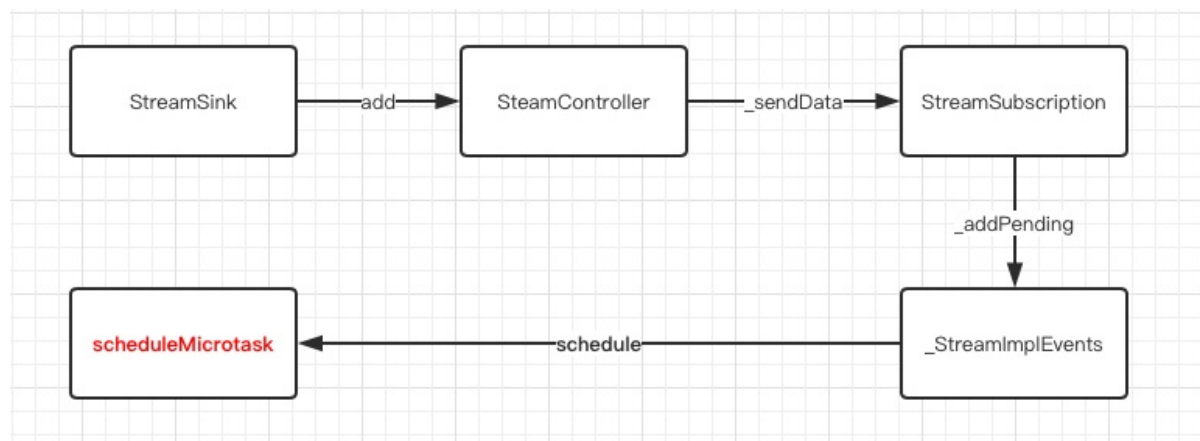 StreamSink
add
SteamController
_sendData
StreamSubscription
_addPending
scheduleMicrotask
schedule
_StreamImplEvents